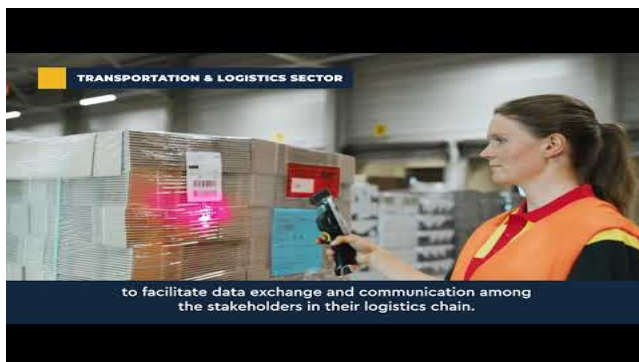 TRANSPORTATION & LOGISTICS SECTOR
to facilitate data exchange and communication among
the stakeholders in their logistics chain.